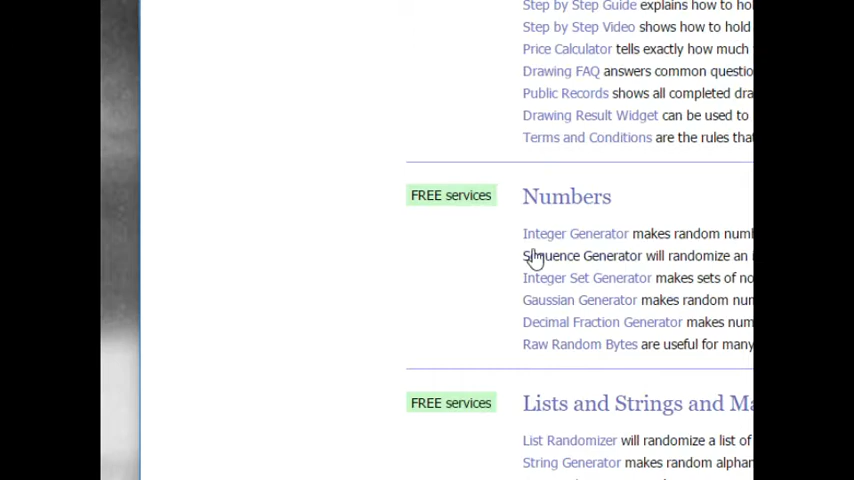 Step by Step Guide explains how to hol
Step by Step Video shows how to hold
Price Calculator tells exactly how much
Drawing FAQ answers common questio
Public Records shows all completed dra
Drawing Result Widget can be used to
Terms and Conditions are the rules tha
FREE services
Numbers
Integer Generator makes random num
Sequence Generator will randomize an i
Integer Set Generator makes sets of no
Gaussian Generator makes random nur
Decimal Fraction Generator makes num
Raw Random Bytes are useful for many
FREE services
Lists and Strings and Ma
List Randomizer will randomize a list of
String Generator makes random alphan